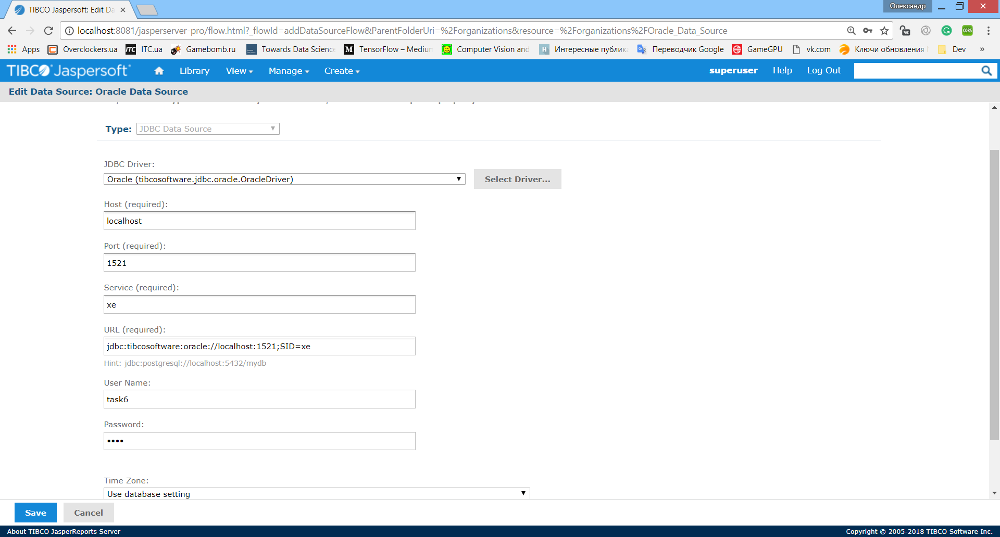 TIBCO Jaspersoft: Edit Da
Олександр
localhost:8081/jasperserver-pro/flow.html?_flowId=addDataSourceFlow&ParentFolderUri=%2Forganizations&resource=%2Forganizations%2FOracle_Data_Source
Apps Overclockers.ua ITC.ua Gamebomb.ru Towards Data Science TensorFlow – Medium Computer Vision and Интересные публика Переводчик Google GameGPU vk.com Ключи обновления Dev »
TIBCO Jaspersoft Library View Manage Create superuser Help Log Out
Edit Data Source: Oracle Data Source
Type: JDBC Data Source
JDBC Driver:
Oracle (tibcosoftware.jdbc.oracle.OracleDriver) Select Driver...
Host (required):
localhost
Port (required):
1521
Service (required):
xe
URL (required):
jdbc:tibcosoftware:oracle://localhost:1521;SID=xe
Hint: jdbc:postgresql://localhost:5432/mydb
User Name:
task6
Password:
••••
Time Zone:
Use database setting
Save Cancel
About TIBCO JasperReports Server Copyright © 2005-2018 TIBCO Software Inc.